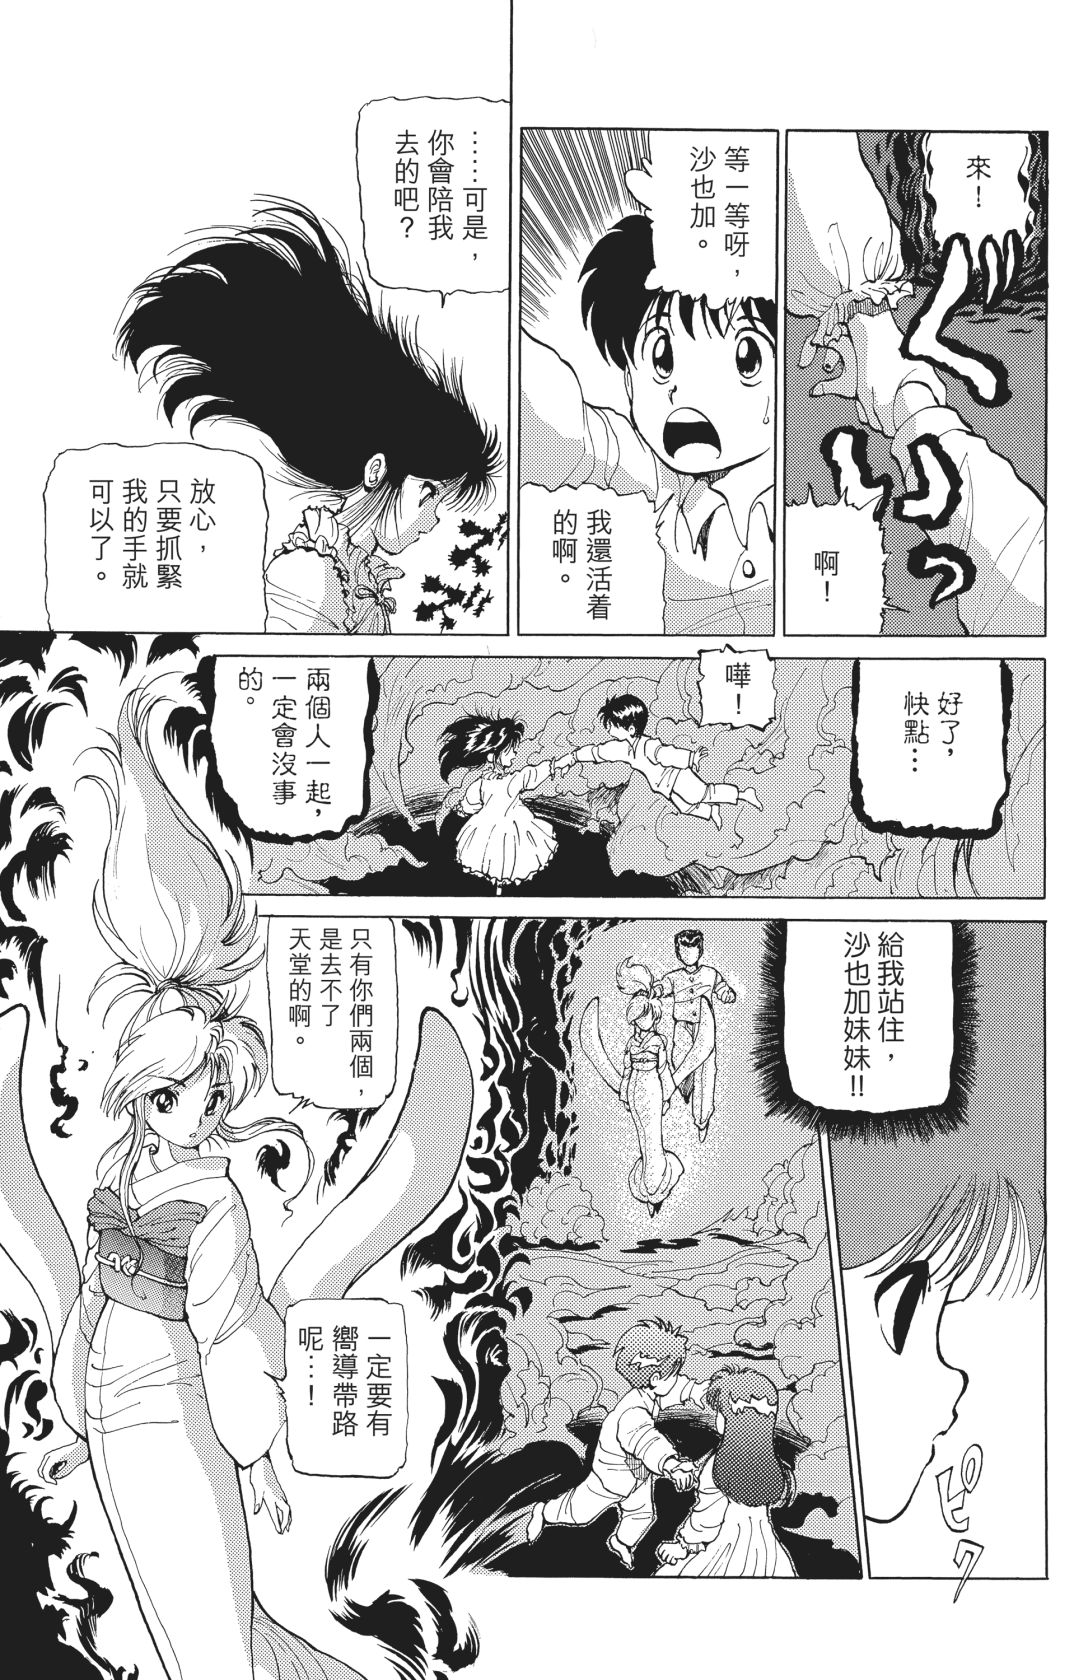 來！
ぐいっ
啊！
等一等呀，
沙也加。
我還活着
的啊。
……可是，
你會陪我
去的吧？
放心，
只要抓緊
我的手就
可以了。
好了，
快點…
嘩！
兩個人一起，
一定會沒事
的。
給我站住，
沙也加妹妹!!
ピク
只有你們兩個，
是去不了
天堂的啊。
一定要有
嚮導帶路
呢…！